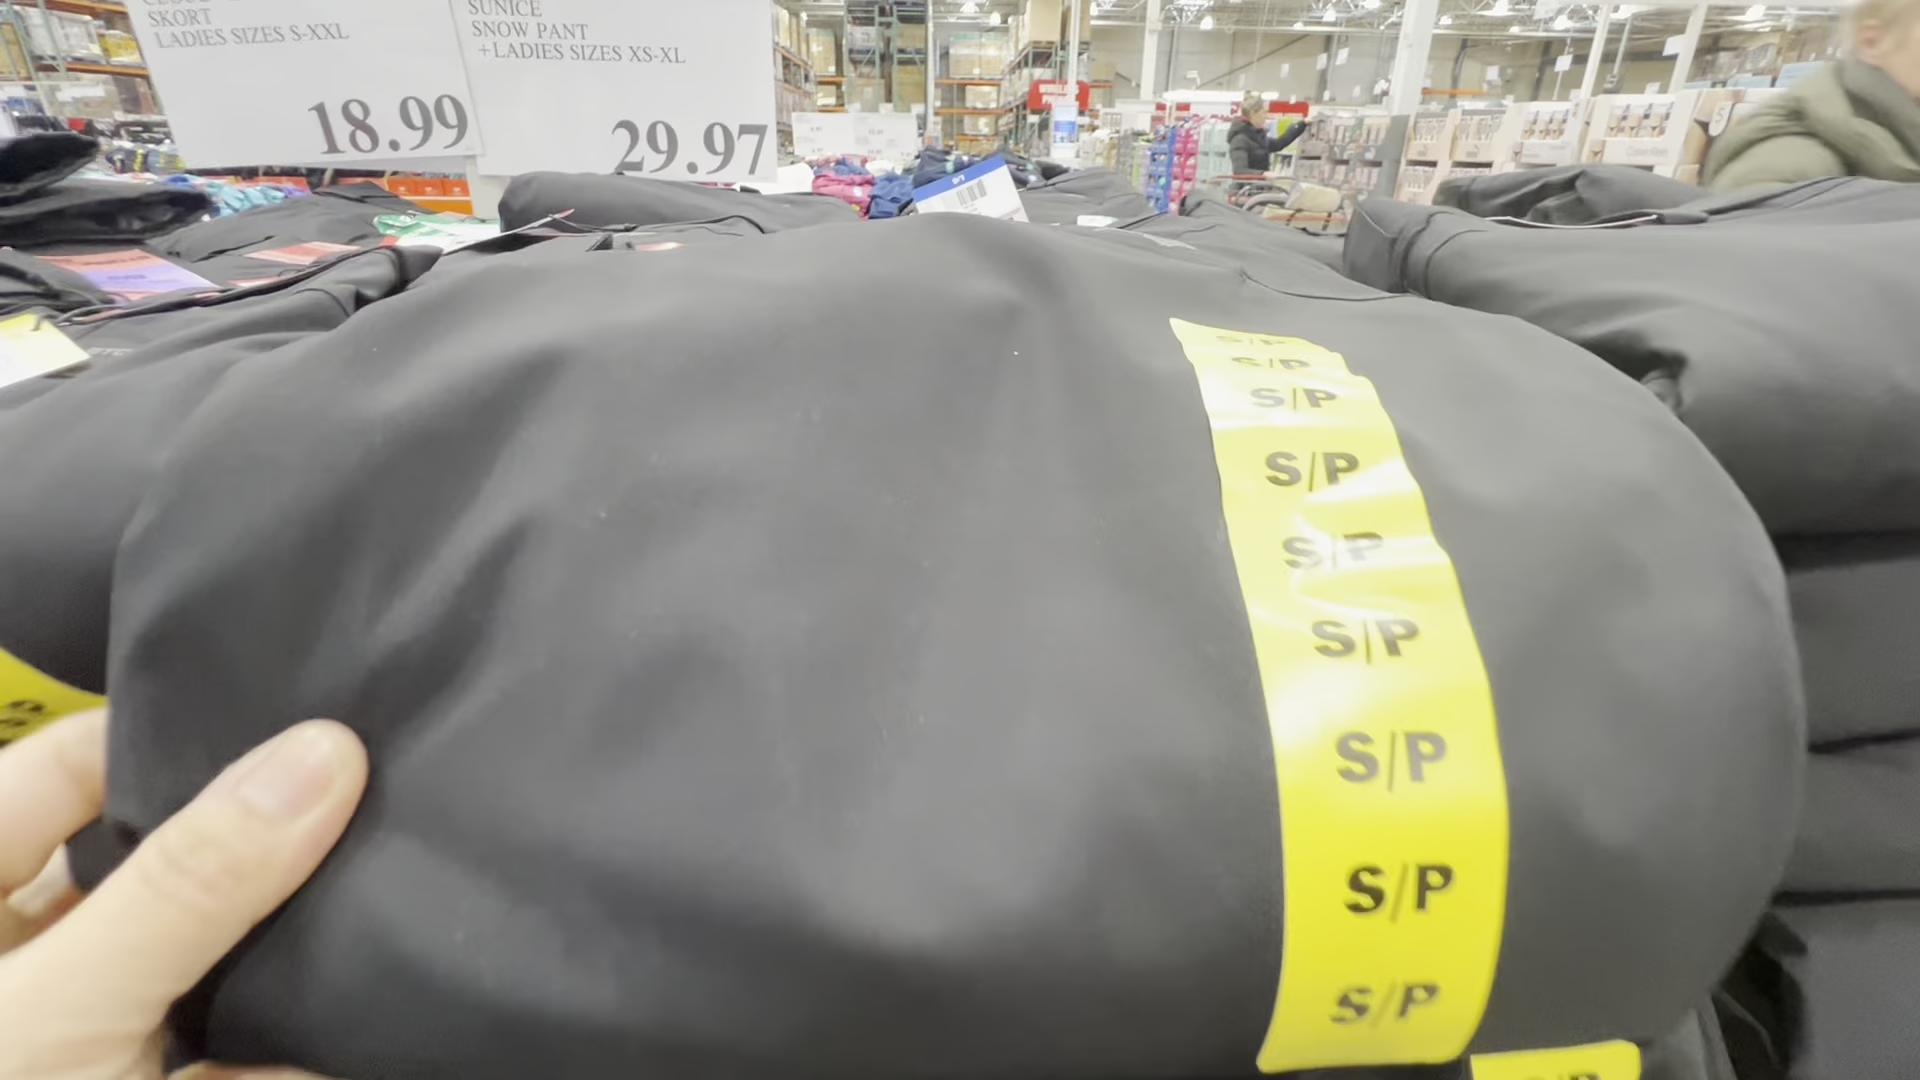 SKORT
LADIES SIZES S-XXL
18.99
SUNICE
SNOW PANT
+LADIES SIZES XS-XL
29.97
S/P
S/P
S/P
S/P
S/P
S/P
S/P
S/P
S/P